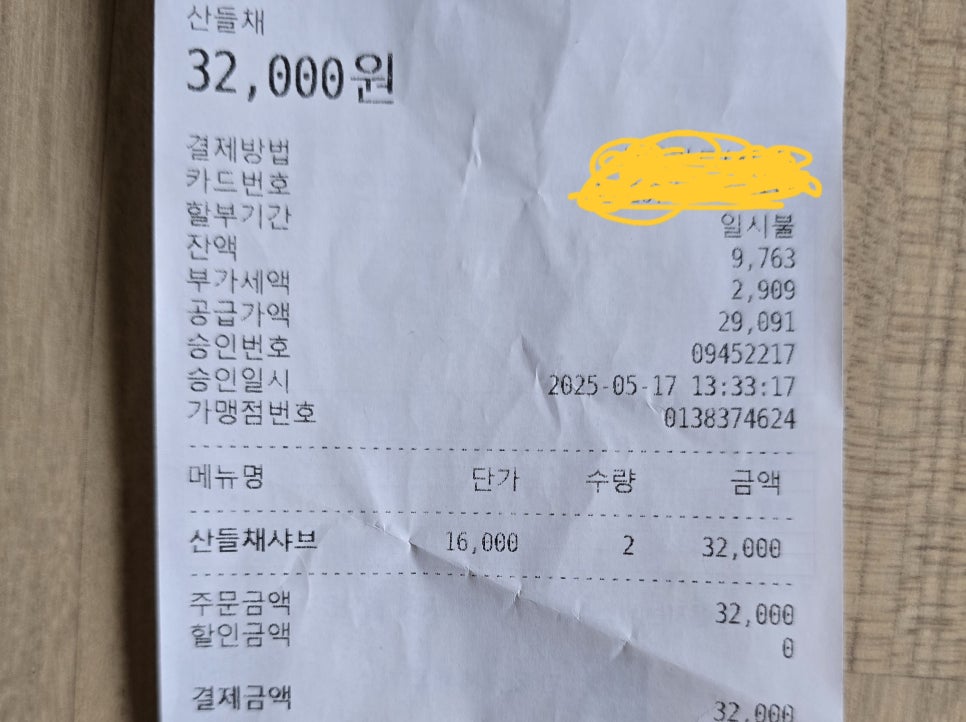 산들채
32,000원
결제방법
카드번호
할부기간 일시불
잔액 9,763
부가세액 2,909
공급가액 29,091
승인번호 09452217
승인일시 2025-05-17 13:33:17
가맹점번호 0138374624
메뉴명 단가 수량 금액
산들채샤브 16,000 2 32,000
주문금액 32,000
할인금액 0
결제금액 32,000